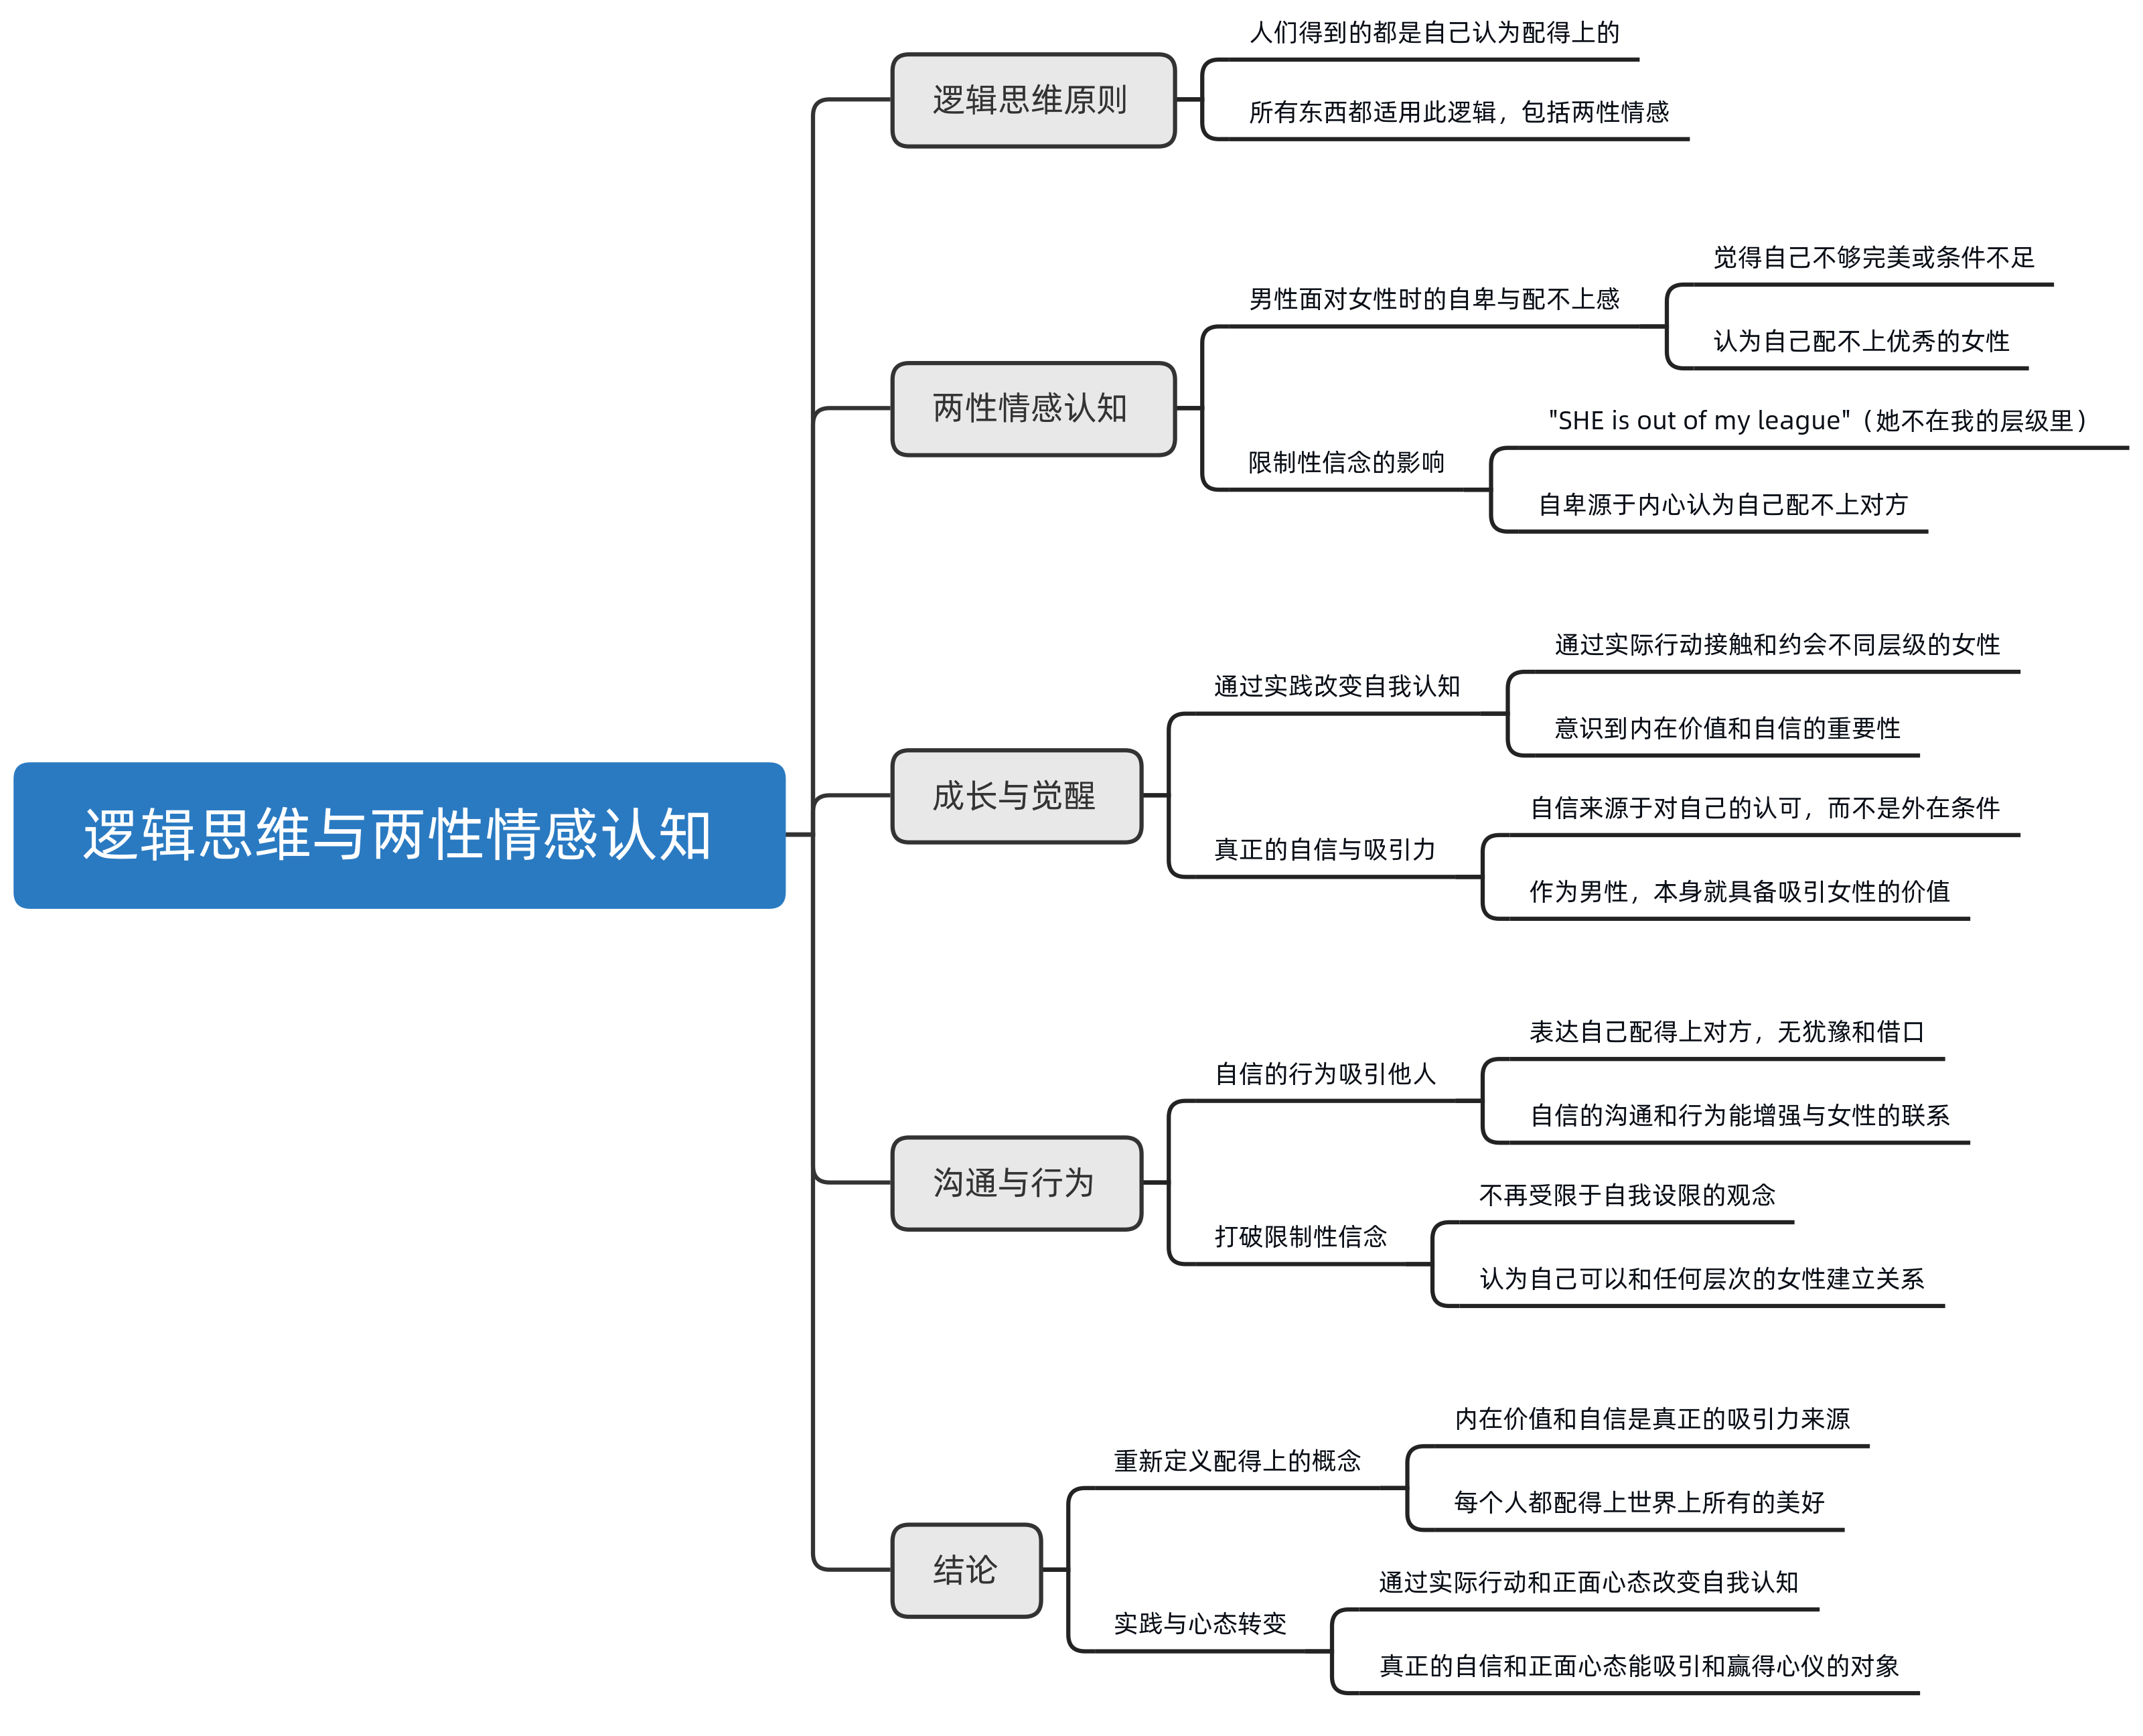 逻辑思维与两性情感认知
逻辑思维原则
人们得到的都是自己认为配得上的
所有东西都适用此逻辑，包括两性情感
两性情感认知
男性面对女性时的自卑与配不上感
觉得自己不够完美或条件不足
认为自己配不上优秀的女性
限制性信念的影响
"SHE is out of my league"（她不在我的层级里）
自卑源于内心认为自己配不上对方
成长与觉醒
通过实践改变自我认知
通过实际行动接触和约会不同层级的女性
意识到内在价值和自信的重要性
真正的自信与吸引力
自信来源于对自己的认可，而不是外在条件
作为男性，本身就具备吸引女性的价值
沟通与行为
自信的行为吸引他人
表达自己配得上对方，无犹豫和借口
自信的沟通和行为能增强与女性的联系
打破限制性信念
不再受限于自我设限的观念
认为自己可以和任何层次的女性建立关系
结论
重新定义配得上的概念
内在价值和自信是真正的吸引力来源
每个人都配得上世界上所有的美好
实践与心态转变
通过实际行动和正面心态改变自我认知
真正的自信和正面心态能吸引和赢得心仪的对象